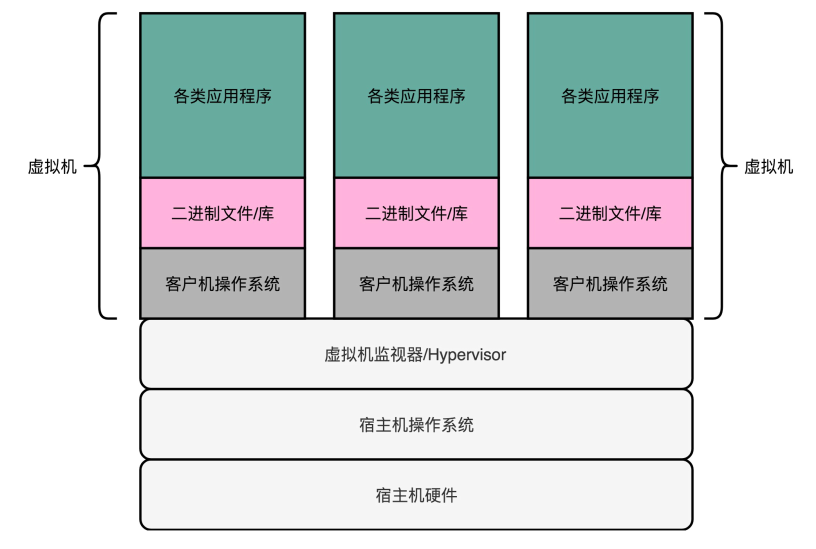 各类应用程序
各类应用程序
各类应用程序
虚拟机
虚拟机
二进制文件/库
二进制文件/库
二进制文件/库
客户机操作系统
客户机操作系统
客户机操作系统
虚拟机监视器/Hypervisor
宿主机操作系统
宿主机硬件